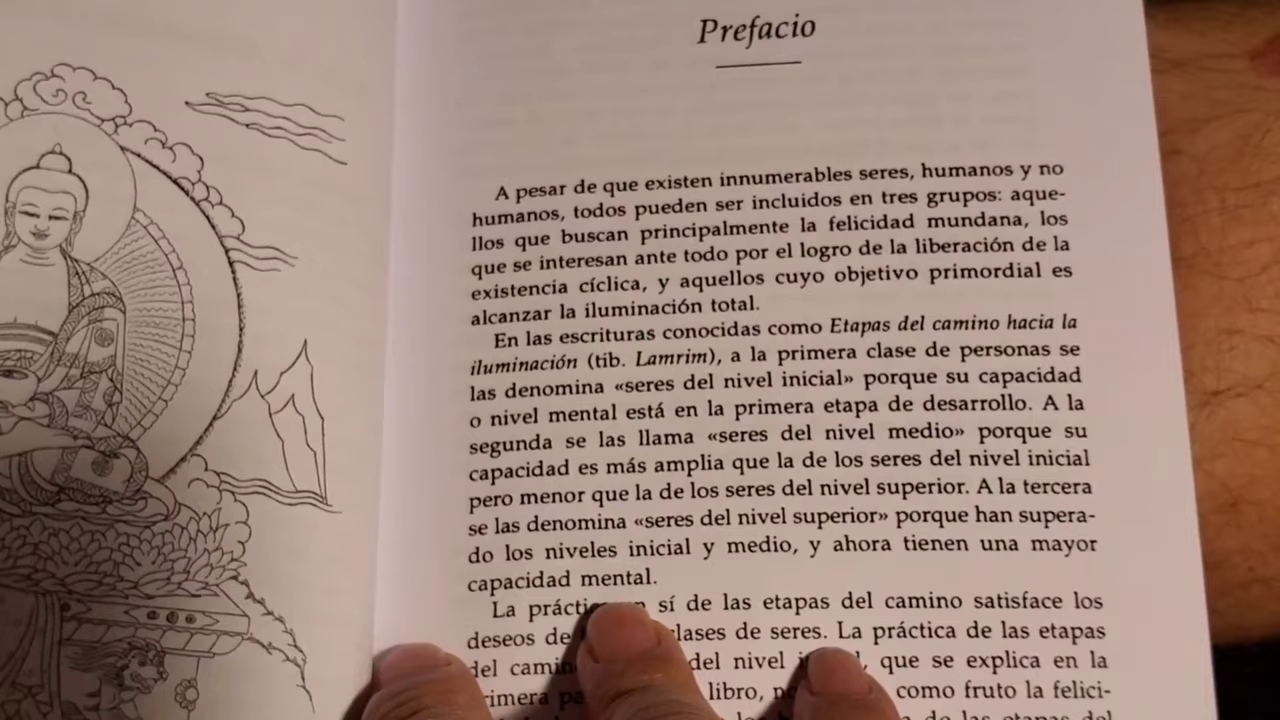 Prefacio
A pesar de que existen innumerables seres, humanos y no
humanos, todos pueden ser incluidos en tres grupos: aque-
llos que buscan principalmente la felicidad mundana, los
que se interesan ante todo por el logro de la liberación de la
existencia cíclica, y aquellos cuyo objetivo primordial es
alcanzar la iluminación total.
En las escrituras conocidas como Etapas del camino hacia la
iluminación (tib. Lamrim), a la primera clase de personas se
las denomina «seres del nivel inicial» porque su capacidad
o nivel mental está en la primera etapa de desarrollo. A la
segunda se las llama «seres del nivel medio» porque su
capacidad es más amplia que la de los seres del nivel inicial
pero menor que la de los seres del nivel superior. A la tercera
se las denomina «seres del nivel superior» porque han supera-
do los niveles inicial y medio, y ahora tienen una mayor
capacidad mental.
La sí de las etapas del camino satisface los
deseos de clases de seres. La práctica de las etapas
del del nivel que se explica en la
libro, como fruto la felici-
de las etapas del